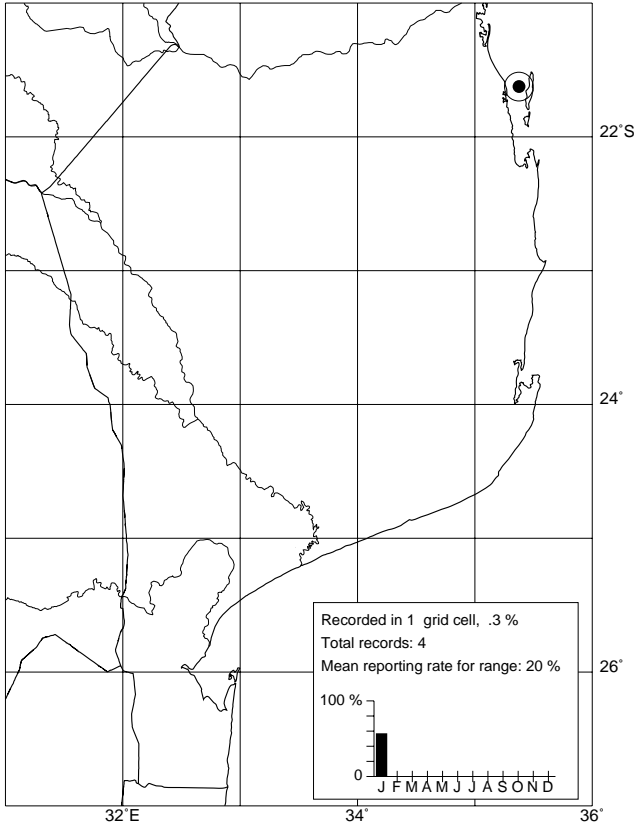 22˚S
24˚
Recorded in 1 grid cell, .3 %
Total records: 4
Mean reporting rate for range: 20 %
26˚
100 %
0
J F M A M J J A S O N D
32˚E 34˚ 36˚